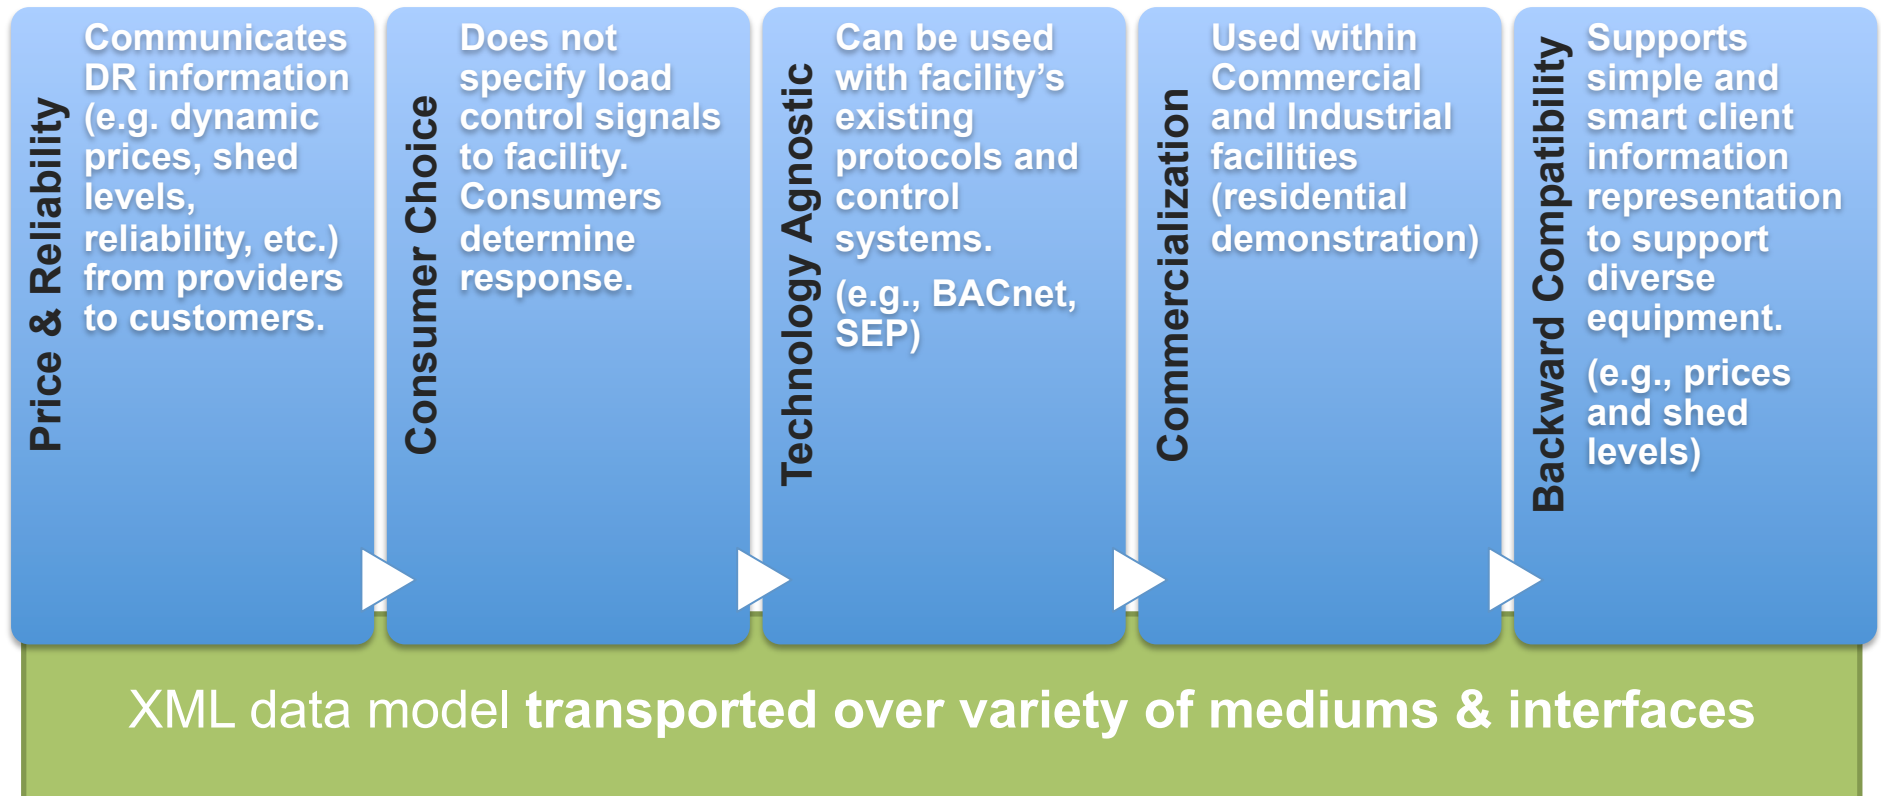 Price & Reliability
Communicates
DR information
(e.g. dynamic
prices, shed
levels,
reliability, etc.)
from providers
to customers.
Consumer Choice
Does not
specify load
control signals
to facility.
Consumers
determine
response.
Technology Agnostic
Can be used
with facility’s
existing
protocols and
control
systems.
(e.g., BACnet,
SEP)
Commercialization
Used within
Commercial
and Industrial
facilities
(residential
demonstration)
Backward Compatibility
Supports
simple and
smart client
information
representation
to support
diverse
equipment.
(e.g., prices
and shed
levels)
XML data model transported over variety of mediums & interfaces